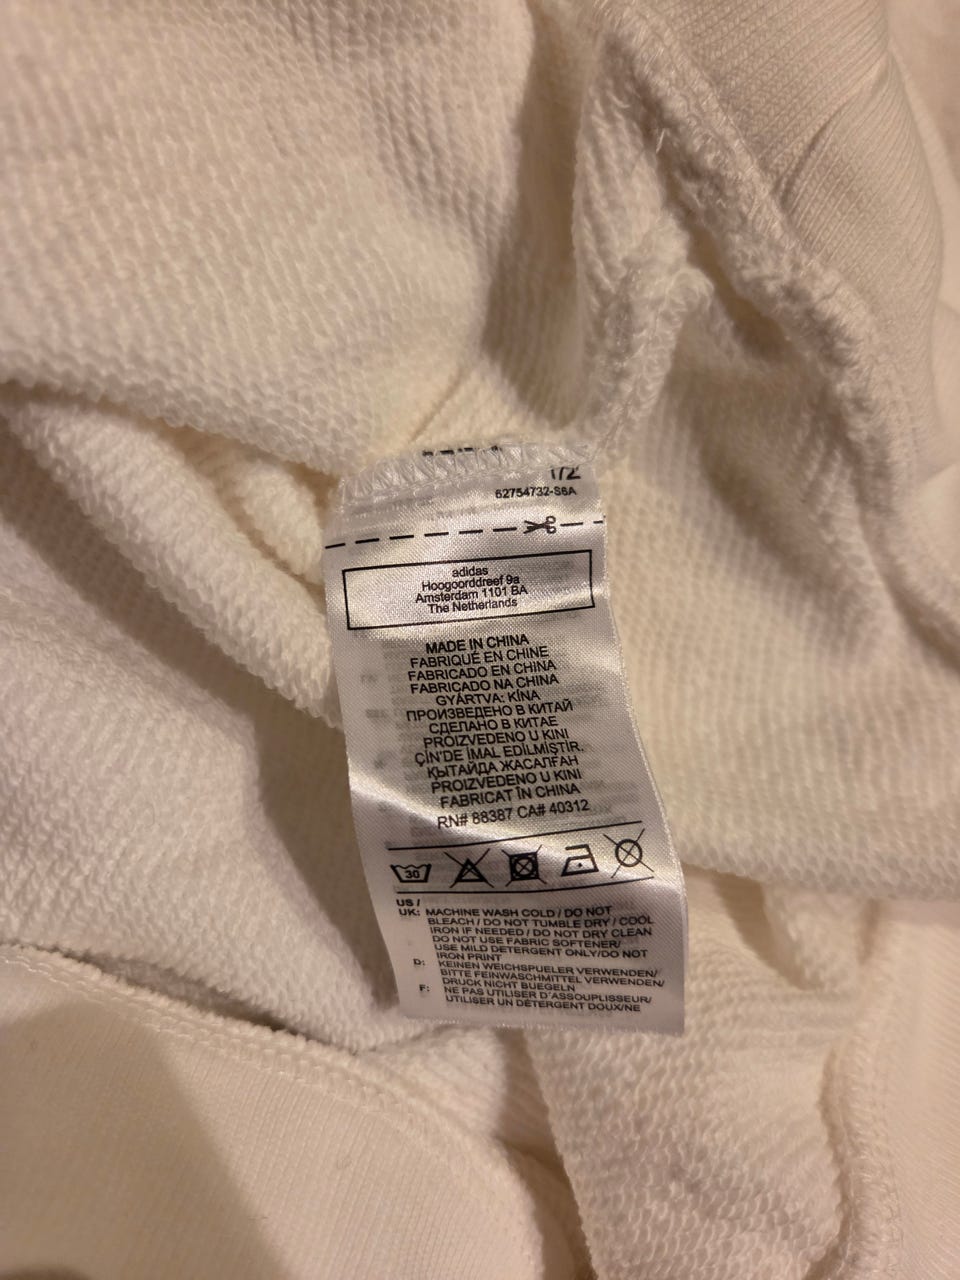 1/2
62754732-S6A
adidas
Hoogoorddreef 9a
Amsterdam 1101 BA
The Netherlands
MADE IN CHINA
FABRIQUÉ EN CHINE
FABRICADO EN CHINA
FABRICADO NA CHINA
GYÁRTVA: KÍNA
ПРОИЗВЕДЕНО В КИТАЙ
СДЕЛАНО В КИТАЕ
PROIZVEDENO U KINI
ÇİN'DE İMAL EDİLMİŞTİR.
ҚЫТАЙДА ЖАСАЛҒАН
PROIZVEDENO U KINI
FABRICAT ÎN CHINA
RN# 88387 CA# 40312
30
US /
UK: MACHINE WASH COLD / DO NOT
BLEACH / DO NOT TUMBLE DRY / COOL
IRON IF NEEDED / DO NOT DRY CLEAN
DO NOT USE FABRIC SOFTENER/
USE MILD DETERGENT ONLY/DO NOT
IRON PRINT
D: KEINEN WEICHSPUELER VERWENDEN/
BITTE FEINWASCHMITTEL VERWENDEN/
DRUCK NICHT BUEGELN
F: NE PAS UTILISER D'ASSOUPLISSEUR/
UTILISER UN DÉTERGENT DOUX/NE